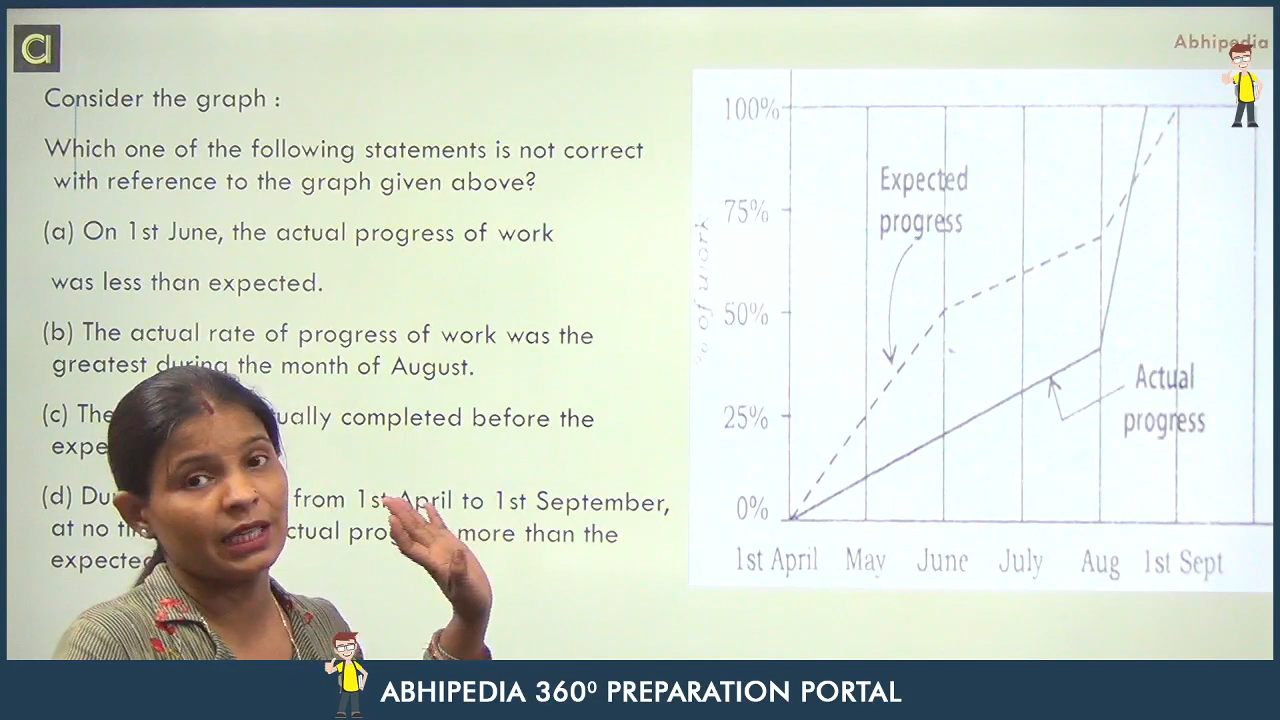 Abhipedia
Consider the graph :
Which one of the following statements is not correct
with reference to the graph given above?
(a) On 1st June, the actual progress of work
was less than expected.
(b) The actual rate of progress of work was the
greatest during the month of August.
(c) The ually completed before the
expe
(d) Du from 1st April to 1st September,
at no ctual more than the
expected
100%
75%
50%
25%
0%
% of work
Expected
progress
Actual
progress
1st April May June July Aug 1st Sept
ABHIPEDIA 360º PREPARATION PORTAL